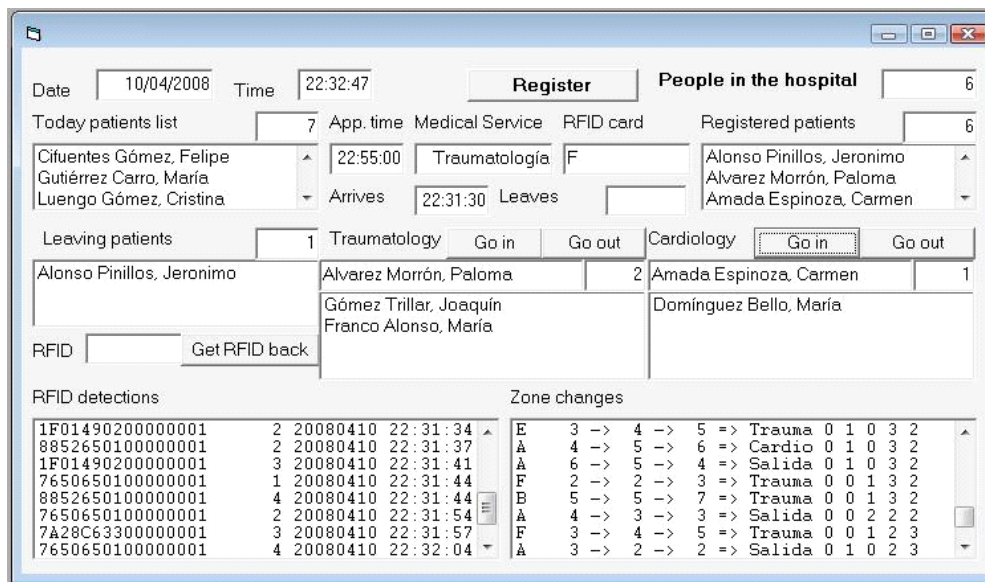 Date 10/04/2008 Time 22:32:47 Register People in the hospital 6
Today patients list 7 App. time Medical Service RFID card Registered patients 6
Cifuentes Gómez, Felipe
Gutiérrez Carro, María
Luengo Gómez, Cristina
22:55:00 Traumatología F
Arrives 22:31:30 Leaves
Alonso Pinillos, Jeronimo
Alvarez Morrón, Paloma
Amada Espinoza, Carmen
Leaving patients 1
Alonso Pinillos, Jeronimo
RFID Get RFID back
Traumatology Go in Go out
Alvarez Morrón, Paloma 2
Gómez Trillar, Joaquín
Franco Alonso, María
Cardiology Go in Go out
Amada Espinoza, Carmen 1
Domínguez Bello, María
RFID detections
1F01490200000001 2 20080410 22:31:34
8852650100000001 2 20080410 22:31:37
1F01490200000001 3 20080410 22:31:41
7650650100000001 1 20080410 22:31:44
8852650100000001 4 20080410 22:31:44
7650650100000001 2 20080410 22:31:54
7A28C63300000001 3 20080410 22:31:57
7650650100000001 4 20080410 22:32:04
Zone changes
E 3 -> 4 -> 5 => Trauma 0 1 0 3 2
A 4 -> 5 -> 6 => Cardio 0 1 0 3 2
A 6 -> 5 -> 4 => Salida 0 1 0 3 2
F 2 -> 2 -> 3 => Trauma 0 0 1 3 2
B 5 -> 5 -> 7 => Trauma 0 0 1 3 2
A 4 -> 3 -> 3 => Salida 0 0 2 2 2
F 3 -> 4 -> 5 => Trauma 0 0 1 2 3
A 3 -> 2 -> 2 => Salida 0 1 0 2 3